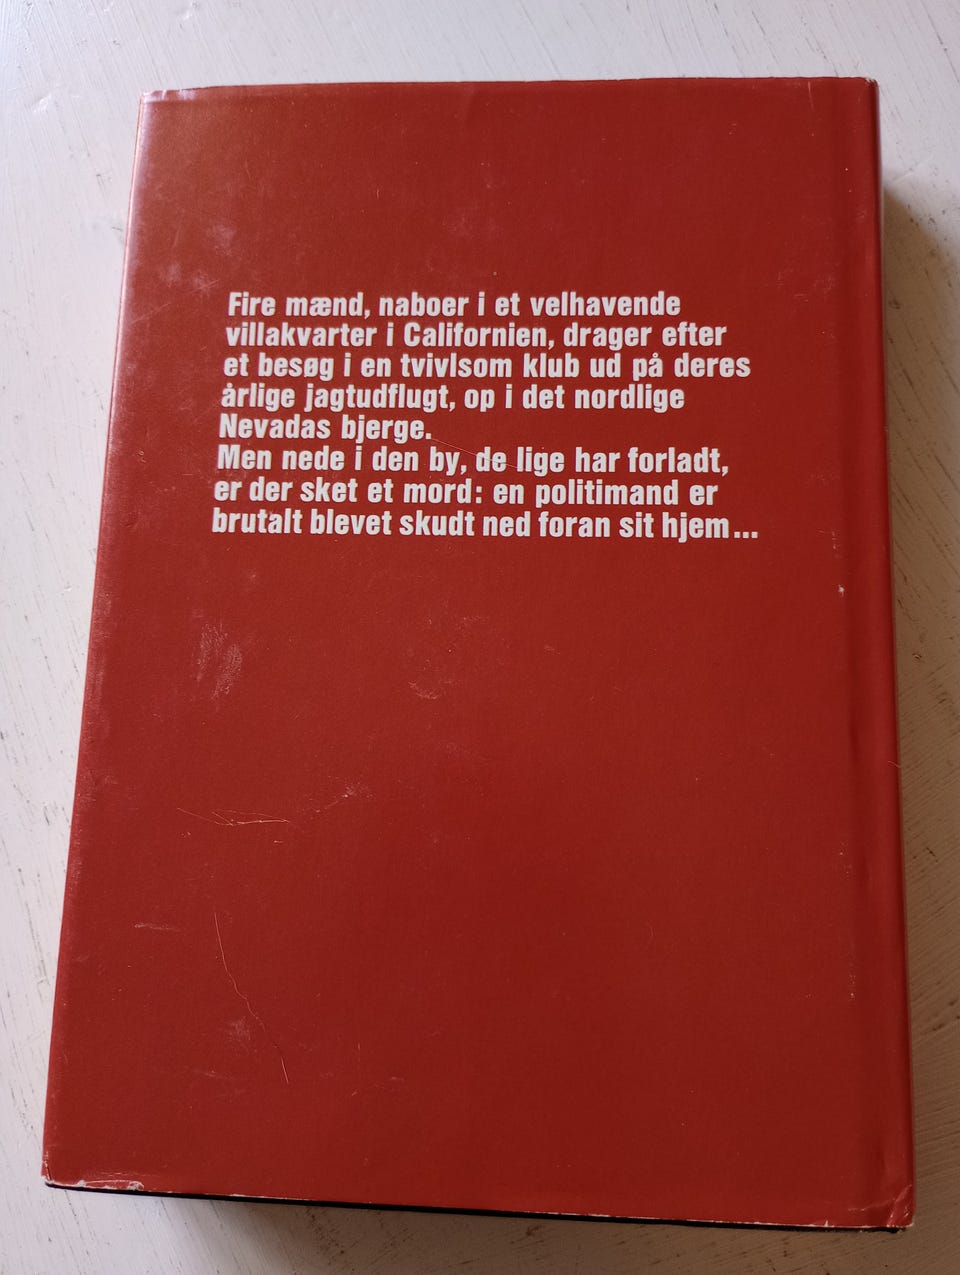 Fire mænd, naboer i et velhavende
villakvarter i Californien, drager efter
et besøg i en tvivlsom klub ud på deres
årlige jagtudflugt, op i det nordlige
Nevadas bjerge.
Men nede i den by, de lige har forladt,
er der sket et mord: en politimand er
brutalt blevet skudt ned foran sit hjem...